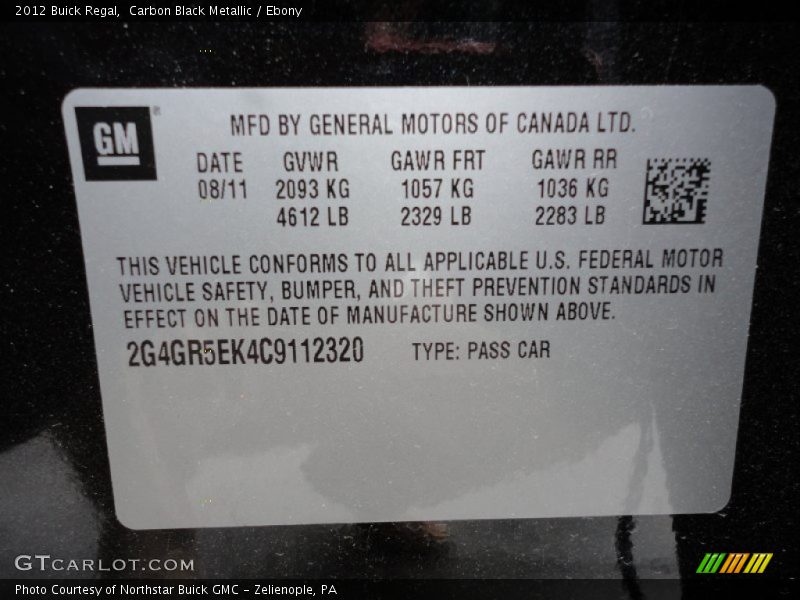 2012 Buick Regal,  Carbon Black Metallic / Ebony
GM ®
MFD BY GENERAL MOTORS OF CANADA LTD.
DATE GVWR GAWR FRT GAWR RR
08/11 2093 KG 1057 KG 1036 KG
4612 LB 2329 LB 2283 LB
THIS VEHICLE CONFORMS TO ALL APPLICABLE U.S. FEDERAL MOTOR
VEHICLE SAFETY, BUMPER, AND THEFT PREVENTION STANDARDS IN
EFFECT ON THE DATE OF MANUFACTURE SHOWN ABOVE.
2G4GR5EK4C9112320 TYPE: PASS CAR
GTCARLOT.COM
Photo Courtesy of Northstar Buick GMC - Zelienople, PA